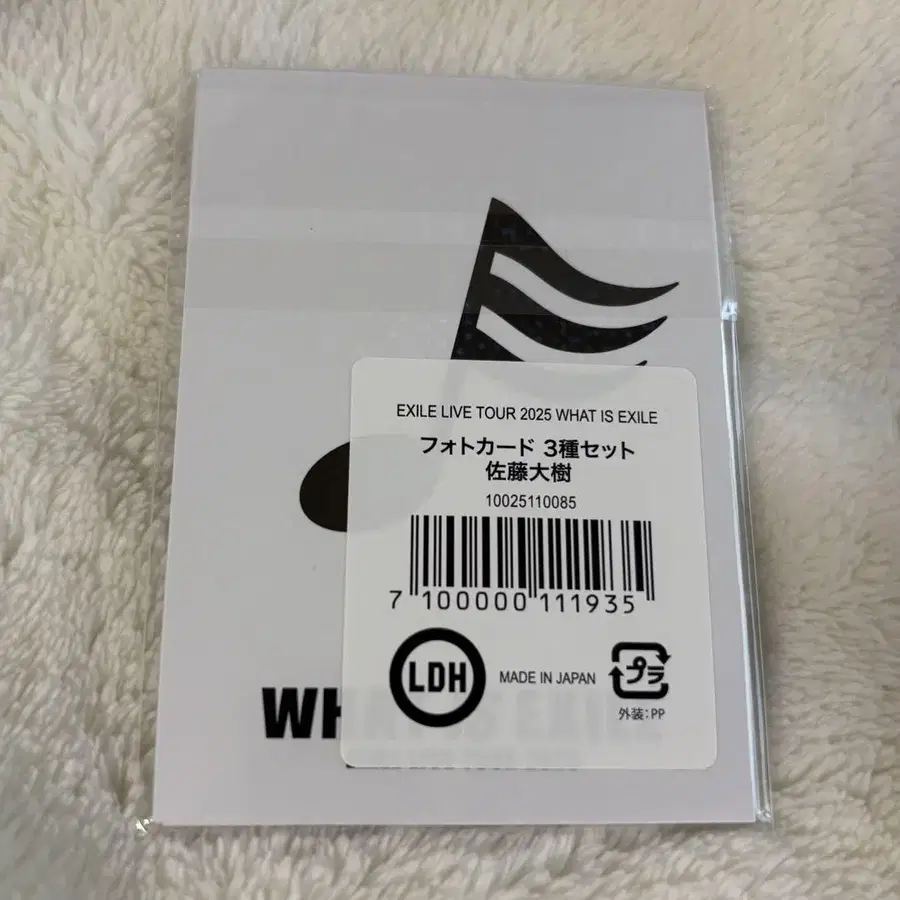 EXILE LIVE TOUR 2025 WHAT IS EXILE
フォトカード 3種セット
佐藤大樹
10025110085
7 100000 111935
LDH
MADE IN JAPAN
プラ
外装:PP